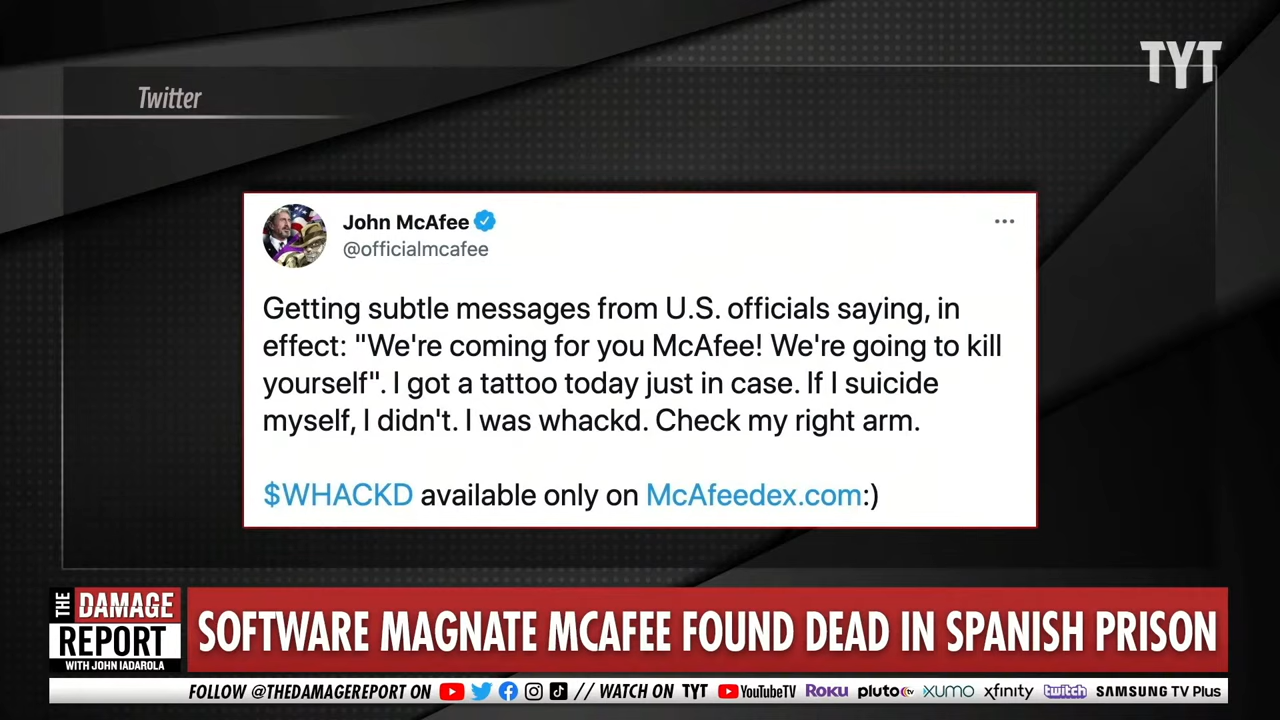 TYT
Twitter
John McAfee
@officialmcafee
Getting subtle messages from U.S. officials saying, in
effect: "We're coming for you McAfee! We're going to kill
yourself". I got a tattoo today just in case. If I suicide
myself, I didn't. I was whackd. Check my right arm.
$WHACKD available only on McAfeedex.com:)
THE DAMAGE
REPORT
WITH JOHN IADAROLA
SOFTWARE MAGNATE MCAFEE FOUND DEAD IN SPANISH PRISON
FOLLOW @THEDAMAGEREPORT ON // WATCH ON TYT YouTubeTV ROKU pluto tv XUMO xfinity twitch SAMSUNG TV Plus